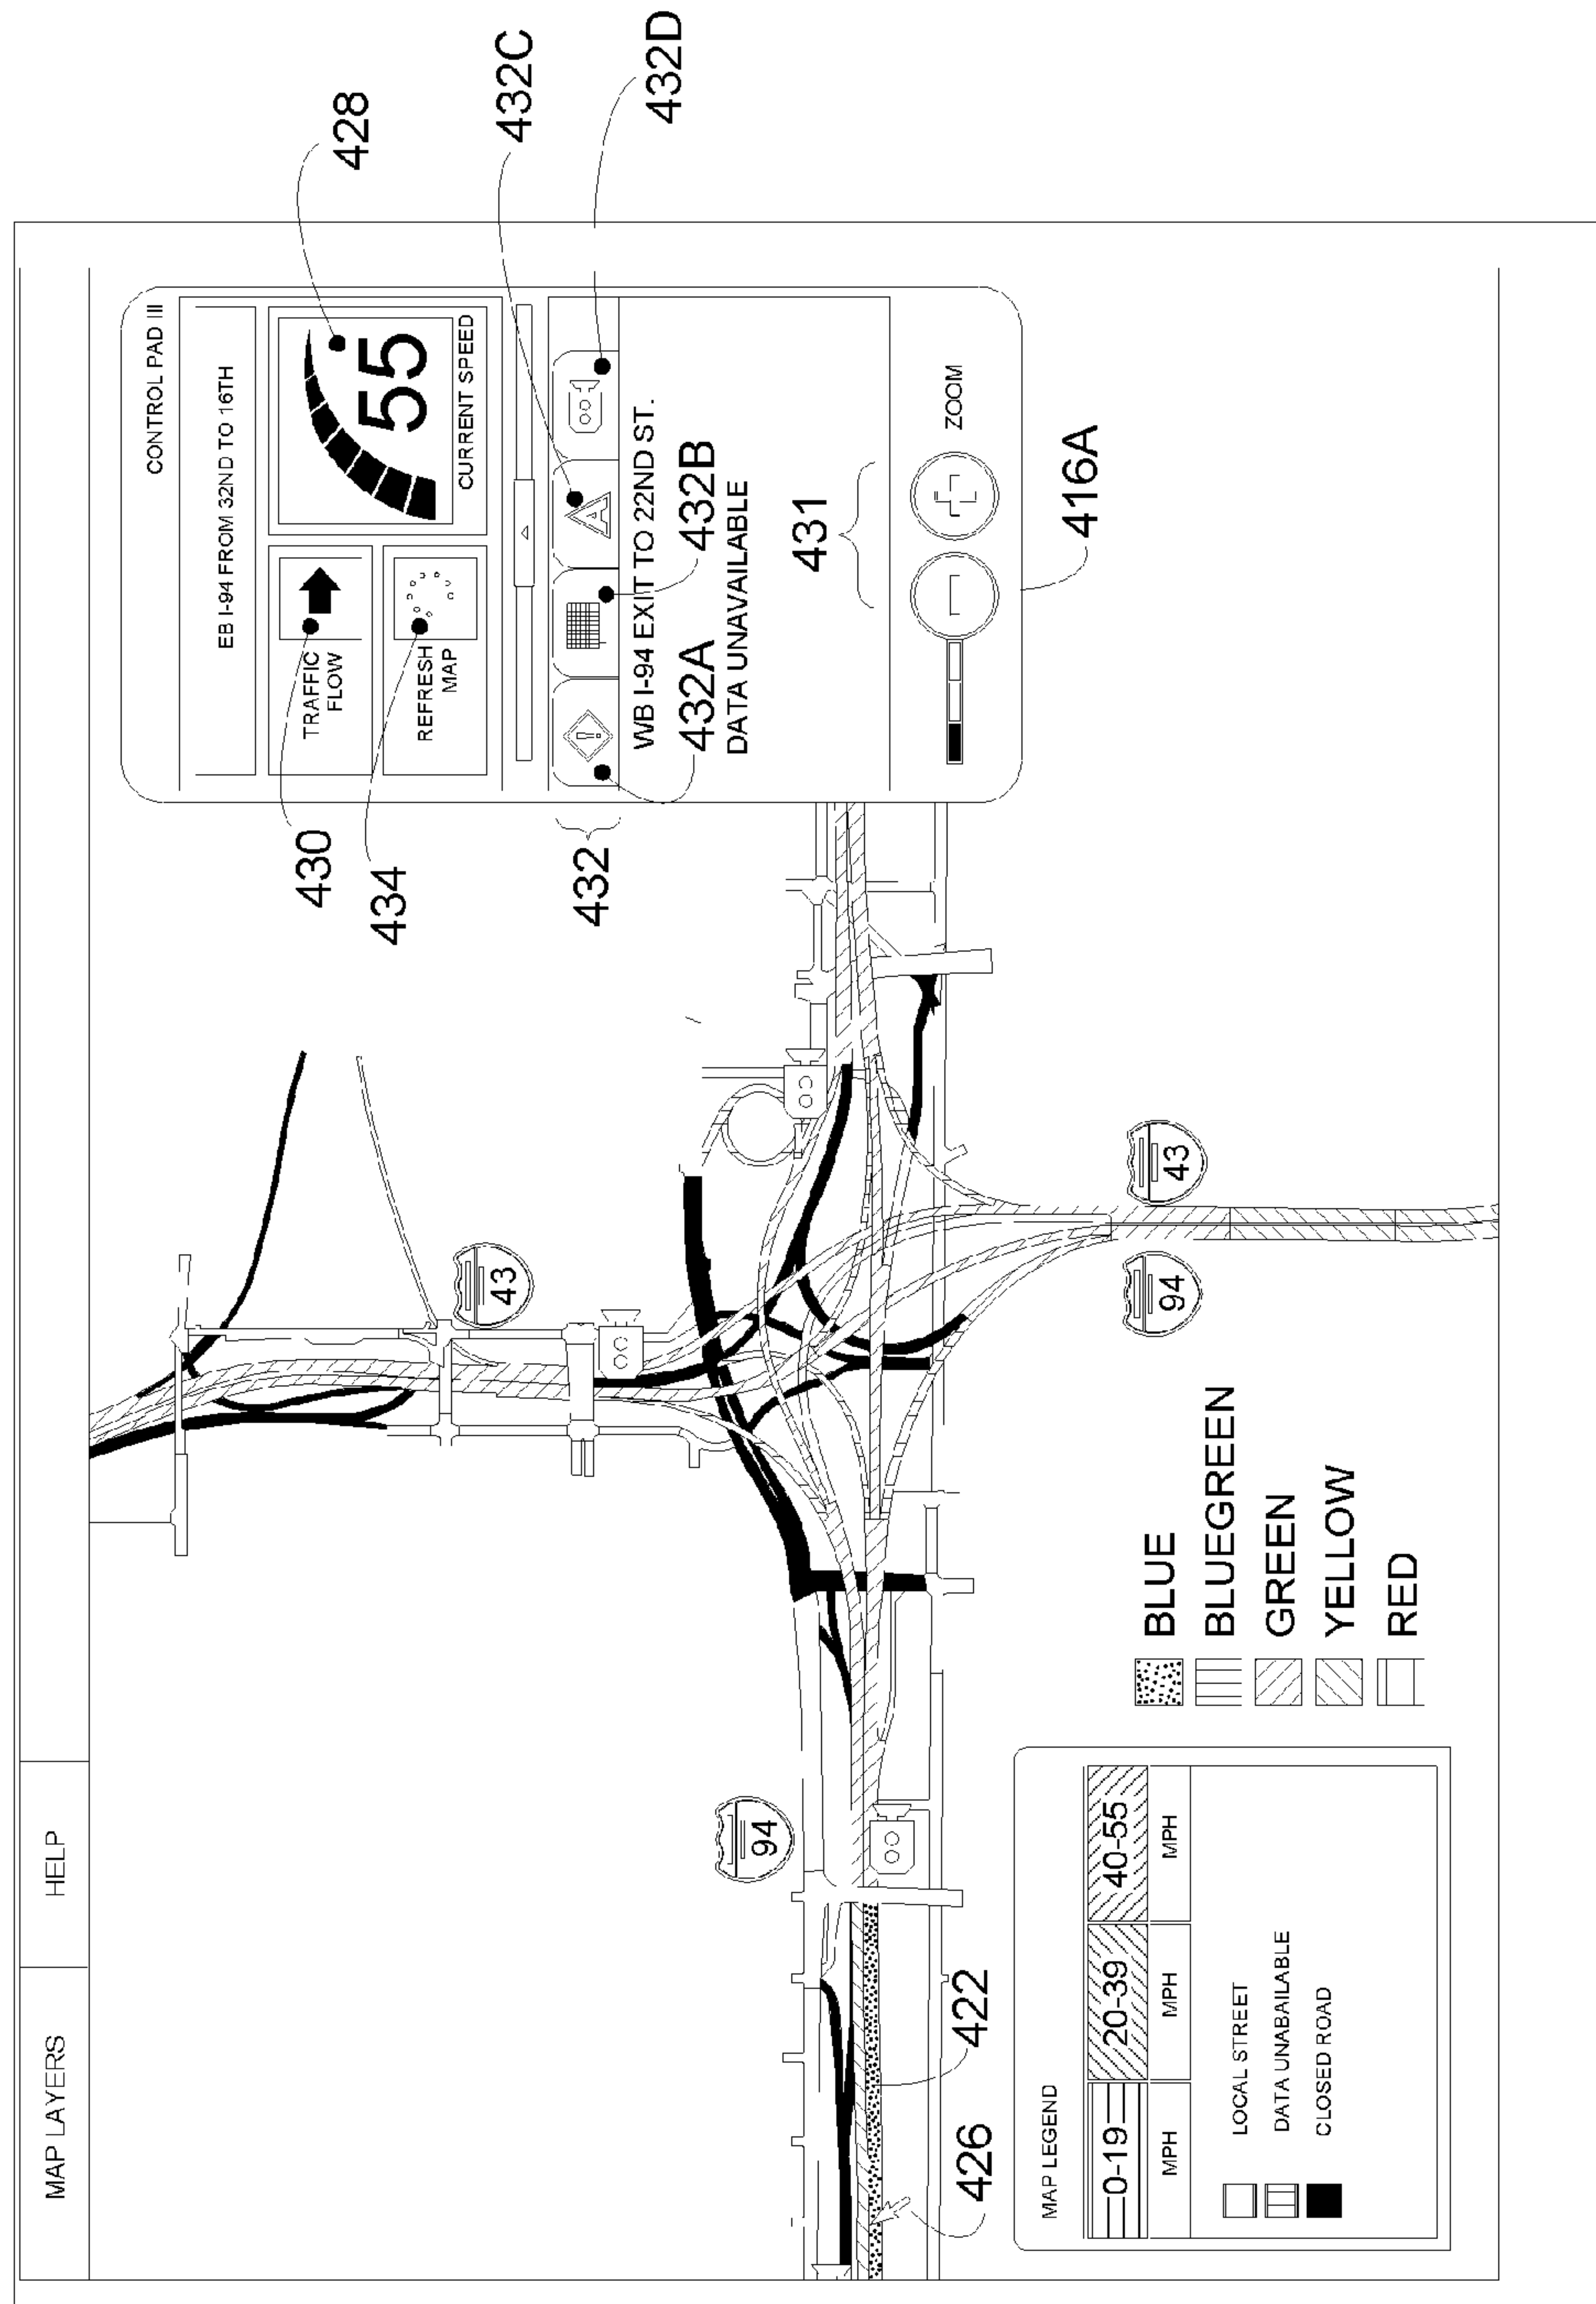 MAP LAYERS
HELP
CONTROL PAD III
EB I-94 FROM 32ND TO 16TH
TRAFFIC
FLOW
REFRESH
MAP
55
CURRENT SPEED
428
430
434
432
432C
432D
WB I-94 EXIT TO 22ND ST.
432A
432B
DATA UNAVAILABLE
431
ZOOM
416A
43
94
43
94
422
426
MAP LEGEND
0-19
20-39
40-55
MPH
MPH
MPH
LOCAL STREET
DATA UNABAILABLE
CLOSED ROAD
BLUE
BLUEGREEN
GREEN
YELLOW
RED